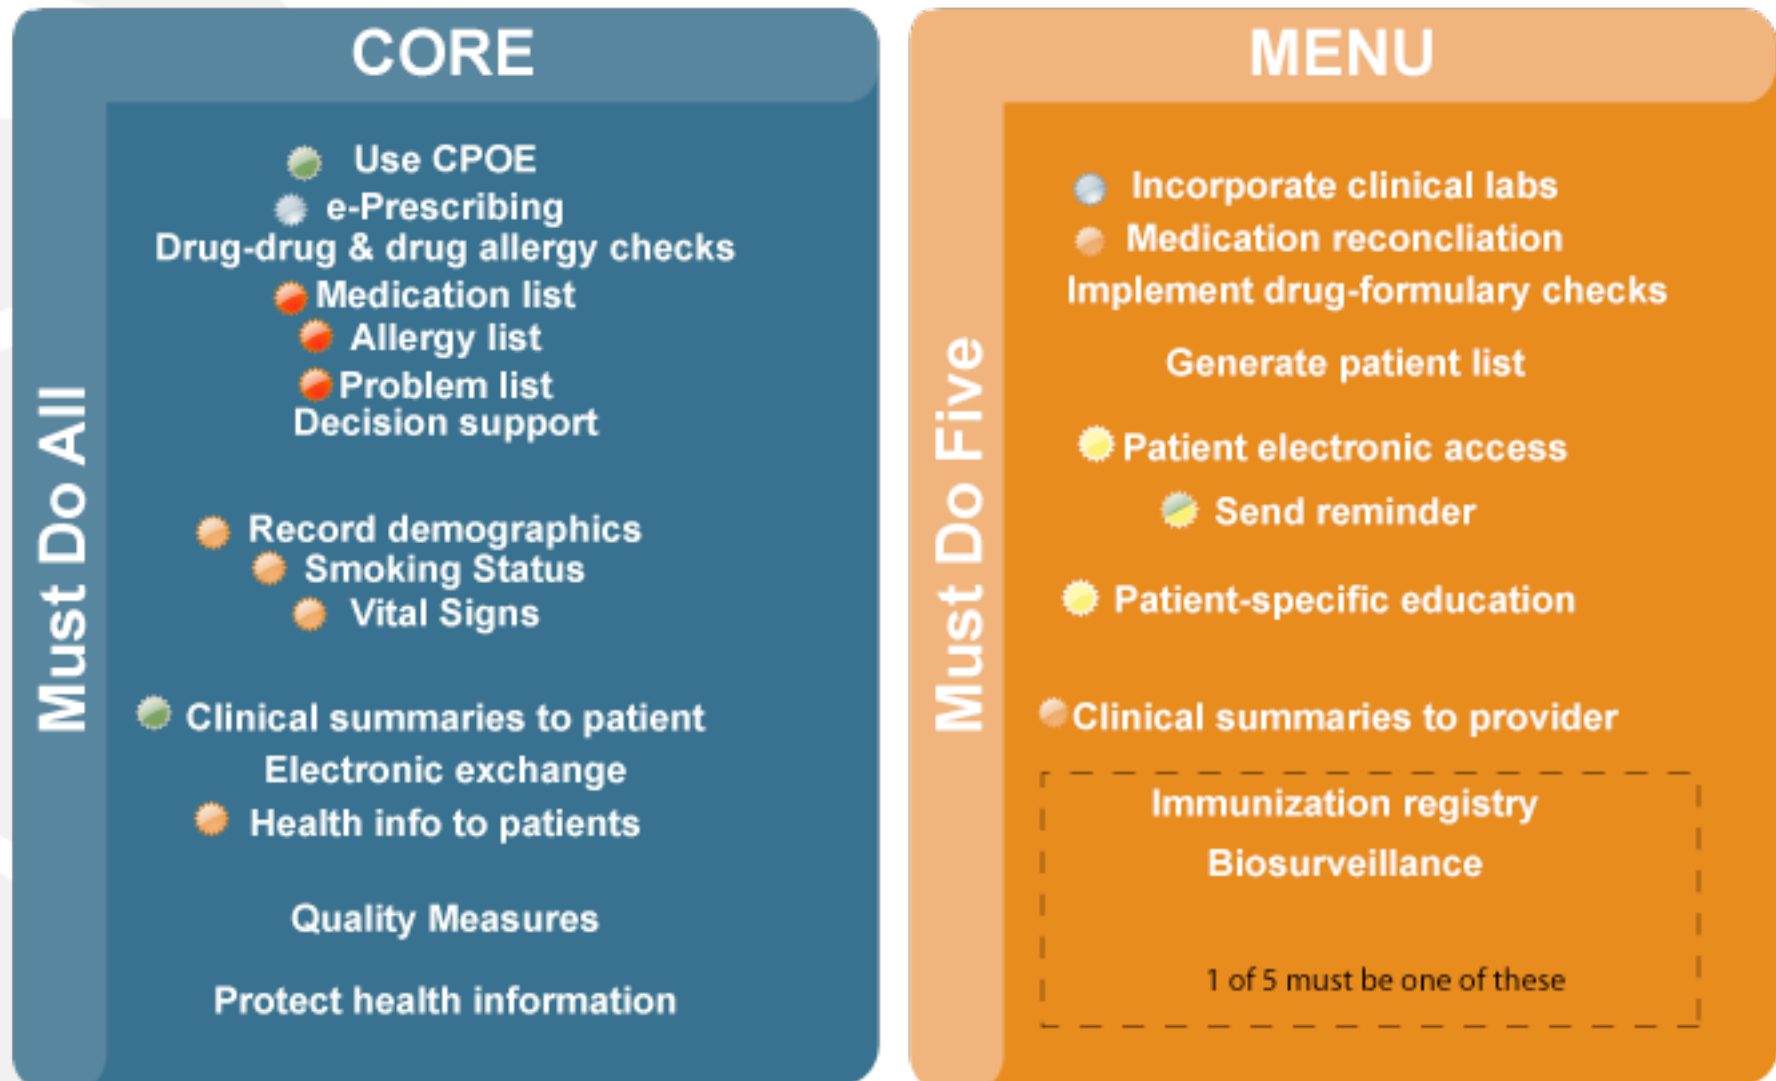 CORE
Must Do All
Use CPOE
e-Prescribing
Drug-drug & drug allergy checks
Medication list
Allergy list
Problem list
Decision support
Record demographics
Smoking Status
Vital Signs
Clinical summaries to patient
Electronic exchange
Health info to patients
Quality Measures
Protect health information
MENU
Must Do Five
Incorporate clinical labs
Medication reconcliation
Implement drug-formulary checks
Generate patient list
Patient electronic access
Send reminder
Patient-specific education
Clinical summaries to provider
Immunization registry
Biosurveillance
1 of 5 must be one of these